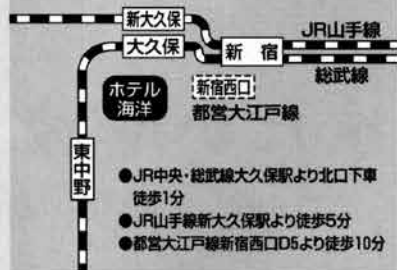 新大久保
JR山手線
大久保
新宿
総武線
ホテル
海洋
新宿西口
都営大江戸線
東中野
●JR中央・総武線大久保駅より北口下車
徒歩1分
●JR山手線新大久保駅より徒歩5分
●都営大江戸線新宿西口D5より徒歩10分